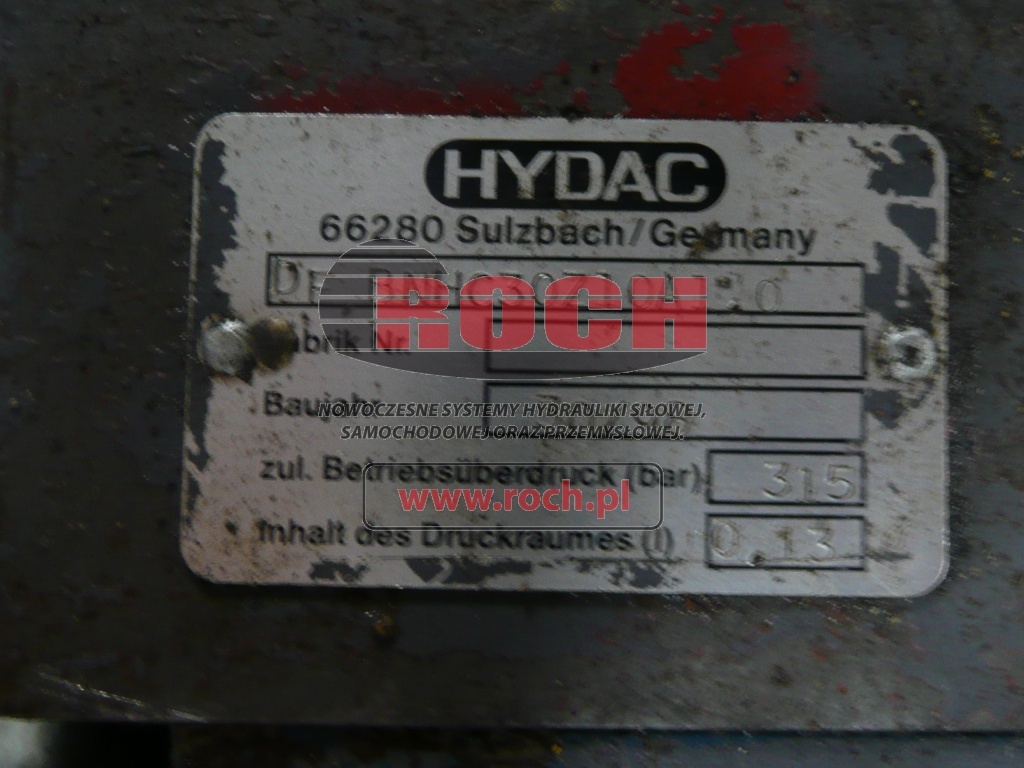 HYDAC
66280 Sulzbach/Germany
ROCH
Nr.
Baujahr
NOWOCZESNE SYSTEMY HYDRAULIKI SIŁOWEJ,
SAMOCHODOWEJ ORAZ PRZEMYSŁOWEJ.
zul. Betriebsüberdruck (bar) 315
www.roch.pl
Inhalt des Druckraumes (l) 0.13